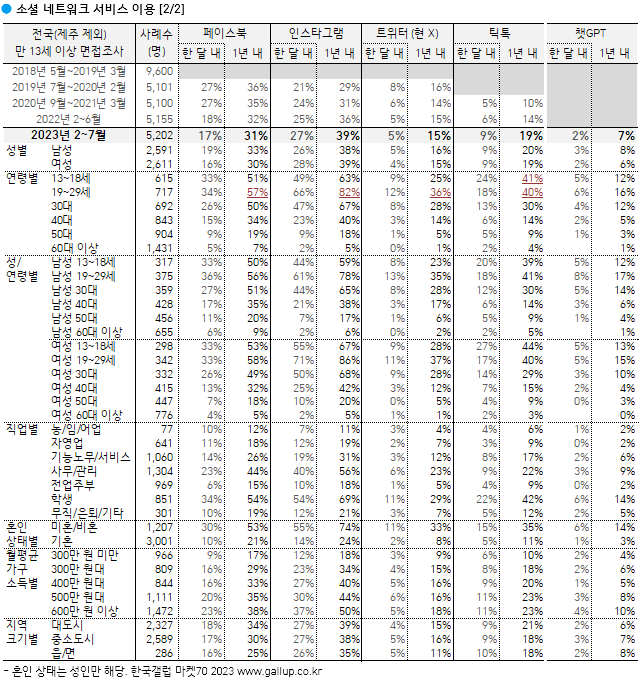 ● 소셜 네트워크 서비스 이용 [2/2]
전국(제주 제외) 사례수 페이스북 인스타그램 트위터 (현 X) 틱톡 챗GPT
만 13세 이상 면접조사 (명) 한 달 내 1년 내 한 달 내 1년 내 한 달 내 1년 내 한 달 내 1년 내 한 달 내 1년 내
2018년 5월~2019년 3월 9,600
2019년 7월~2020년 2월 5,101 27% 36% 21% 29% 8% 16%
2020년 9월~2021년 3월 5,100 27% 35% 24% 31% 6% 14% 5% 10%
2022년 2~6월 5,155 18% 32% 25% 36% 5% 15% 6% 14%
2023년 2~7월 5,202 17% 31% 27% 39% 5% 15% 9% 19% 2% 7%
성별 남성 2,591 19% 33% 26% 38% 5% 16% 9% 20% 3% 8%
여성 2,611 16% 30% 28% 39% 4% 15% 9% 19% 2% 6%
연령별 13~18세 615 33% 51% 49% 63% 9% 25% 24% 41% 5% 12%
19~29세 717 34% 57% 66% 82% 12% 36% 18% 40% 6% 16%
30대 692 26% 50% 47% 67% 8% 28% 13% 30% 4% 12%
40대 843 15% 34% 23% 40% 3% 14% 6% 14% 2% 5%
50대 904 9% 19% 9% 18% 1% 5% 5% 9% 1% 3%
60대 이상 1,431 5% 7% 2% 5% 0% 1% 2% 4% 1%
성/ 남성 13~18세 317 33% 50% 44% 59% 8% 23% 20% 39% 5% 12%
연령별 남성 19~29세 375 36% 56% 61% 78% 13% 35% 18% 41% 8% 17%
남성 30대 359 27% 51% 44% 65% 8% 28% 12% 30% 5% 14%
남성 40대 428 17% 35% 21% 38% 4% 17% 6% 14% 3% 6%
남성 50대 456 11% 20% 7% 17% 1% 6% 5% 9% 1% 4%
남성 60대 이상 655 6% 9% 2% 6% 0% 2% 2% 5% 1%
여성 13~18세 298 33% 53% 55% 67% 9% 28% 27% 44% 5% 13%
여성 19~29세 342 33% 58% 71% 86% 11% 37% 17% 40% 5% 15%
여성 30대 332 26% 49% 50% 68% 9% 28% 14% 29% 3% 10%
여성 40대 415 13% 32% 25% 42% 3% 12% 7% 15% 2% 4%
여성 50대 447 7% 18% 10% 20% 0% 5% 4% 9% 0% 3%
여성 60대 이상 776 4% 5% 2% 5% 1% 2% 3% 0%
직업별 농/임/어업 77 10% 12% 7% 11% 3% 4% 4% 6% 1% 2%
자영업 641 11% 18% 12% 19% 2% 7% 3% 9% 0% 2%
기능노무/서비스 1,060 14% 26% 19% 31% 3% 12% 8% 17% 2% 6%
사무/관리 1,304 23% 44% 40% 56% 6% 23% 9% 22% 3% 9%
전업주부 969 6% 15% 10% 18% 1% 5% 4% 9% 0% 2%
학생 851 34% 54% 54% 69% 11% 29% 22% 42% 6% 14%
무직/은퇴/기타 301 10% 19% 12% 21% 3% 7% 5% 12% 2% 5%
혼인 미혼/비혼 1,207 30% 53% 55% 74% 11% 33% 15% 35% 6% 14%
상태별 기혼 3,001 10% 21% 14% 24% 2% 8% 5% 11% 1% 3%
월평균 300만 원 미만 966 9% 17% 12% 18% 3% 9% 6% 10% 2% 4%
가구 300만 원대 809 16% 29% 23% 34% 4% 15% 8% 18% 2% 6%
소득별 400만 원대 844 16% 33% 27% 40% 5% 16% 9% 20% 1% 5%
500만 원대 1,111 20% 35% 30% 44% 6% 16% 11% 23% 3% 8%
600만 원 이상 1,472 23% 38% 37% 50% 5% 18% 11% 23% 4% 10%
지역 대도시 2,327 18% 34% 27% 39% 4% 15% 9% 21% 2% 6%
크기별 중소도시 2,589 17% 30% 27% 38% 5% 16% 9% 18% 3% 7%
읍/면 286 16% 25% 26% 35% 5% 11% 10% 18% 2% 8%
- 혼인 상태는 성인만 해당. 한국갤럽 마켓70 2023 www.gallup.co.kr